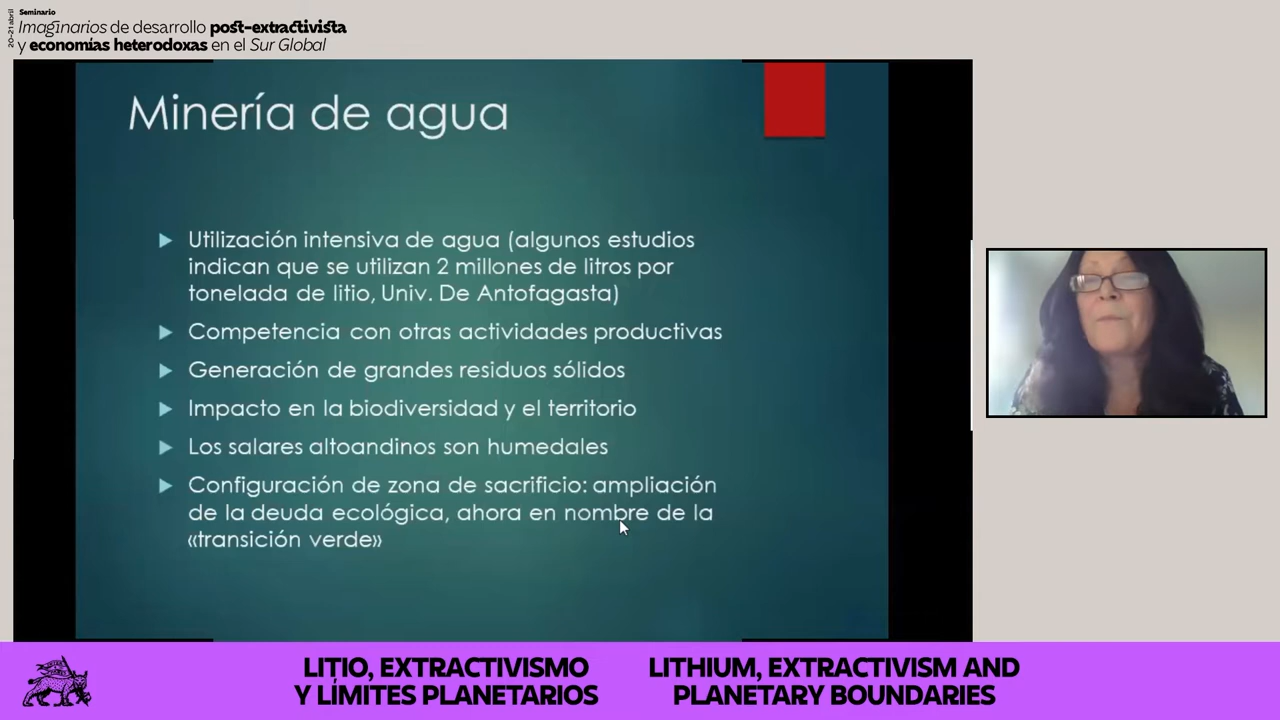 20-21 abril
Seminario
Imaginarios de desarrollo post-extractivista
y economías heterodoxas en el Sur Global
Minería de agua
Utilización intensiva de agua (algunos estudios
indican que se utilizan 2 millones de litros por
tonelada de litio, Univ. De Antofagasta)
Competencia con otras actividades productivas
Generación de grandes residuos sólidos
Impacto en la biodiversidad y el territorio
Los salares altoandinos son humedales
Configuración de zona de sacrificio: ampliación
de la deuda ecológica, ahora en nombre de la
«transición verde»
LITIO, EXTRACTIVISMO
Y LÍMITES PLANETARIOS
LITHIUM, EXTRACTIVISM AND
PLANETARY BOUNDARIES